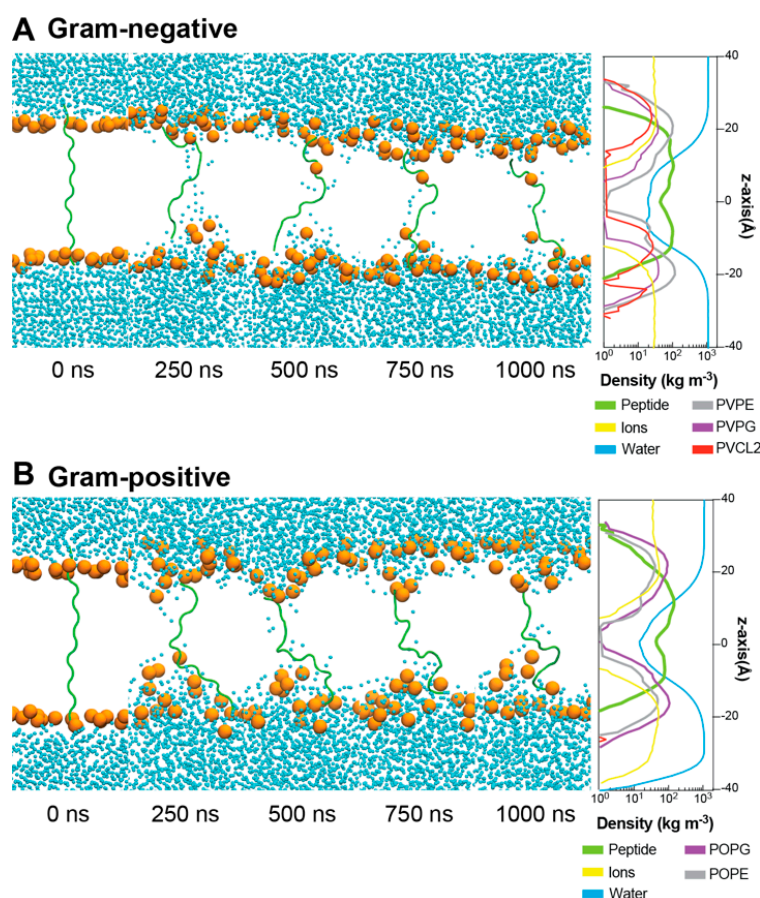 A Gram-negative
0 ns 250 ns 500 ns 750 ns 1000 ns
40
20
0
-20
-40
z-axis(Å)
10⁰ 10¹ 10² 10³
Density (kg m⁻³)
Peptide PVPE
Ions PVPG
Water PVCL2
B Gram-positive
0 ns 250 ns 500 ns 750 ns 1000 ns
40
20
0
-20
-40
z-axis(Å)
10⁰ 10¹ 10² 10³
Density (kg m⁻³)
Peptide POPG
Ions POPE
Water